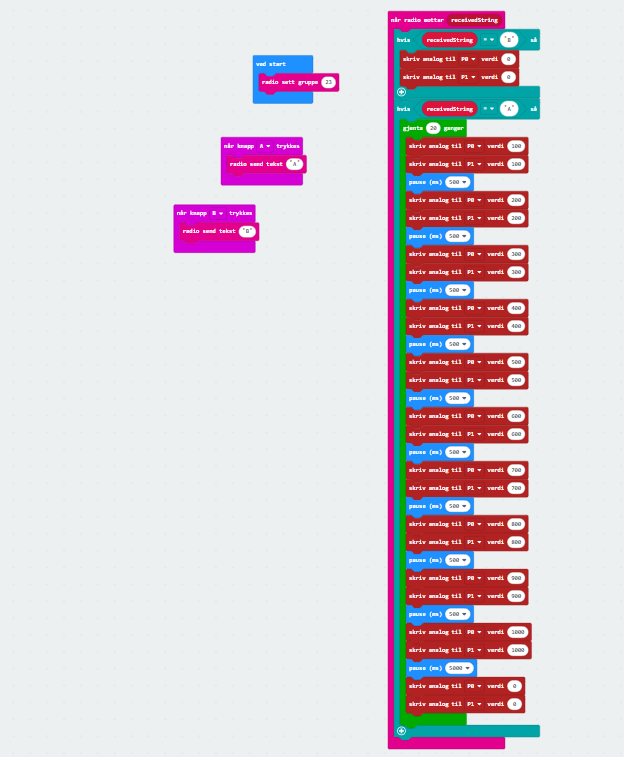 ved start
radio sett gruppe 23
når knapp A trykkes
radio send tekst "A"
når knapp B trykkes
radio send tekst "B"
når radio mottar receivedString
hvis receivedString = "B" så
skriv analog til P0 verdi 0
skriv analog til P1 verdi 0
hvis receivedString = "A" så
gjenta 20 ganger
skriv analog til P0 verdi 100
skriv analog til P1 verdi 100
pause (ms) 500
skriv analog til P0 verdi 200
skriv analog til P1 verdi 200
pause (ms) 500
skriv analog til P0 verdi 300
skriv analog til P1 verdi 300
pause (ms) 500
skriv analog til P0 verdi 400
skriv analog til P1 verdi 400
pause (ms) 500
skriv analog til P0 verdi 500
skriv analog til P1 verdi 500
pause (ms) 500
skriv analog til P0 verdi 600
skriv analog til P1 verdi 600
pause (ms) 500
skriv analog til P0 verdi 700
skriv analog til P1 verdi 700
pause (ms) 500
skriv analog til P0 verdi 800
skriv analog til P1 verdi 800
pause (ms) 500
skriv analog til P0 verdi 900
skriv analog til P1 verdi 900
pause (ms) 500
skriv analog til P0 verdi 1000
skriv analog til P1 verdi 1000
pause (ms) 5000
skriv analog til P0 verdi 0
skriv analog til P1 verdi 0